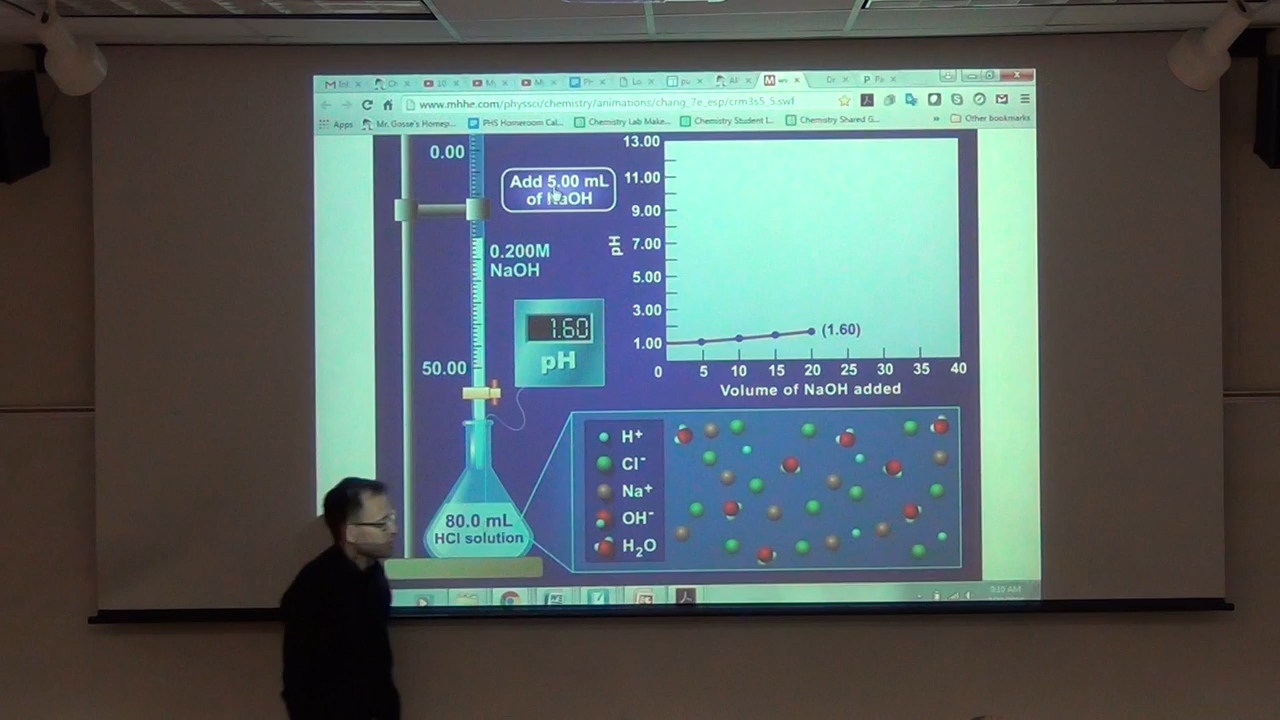 www.mhhe.com/physsci/chemistry/animations/chang_7e_esp/crm3s5_5.swf
Apps
Mr. Gosse's Homep...
PHS Homeroom Cal...
Chemistry Lab Make...
Chemistry Student L...
Chemistry Shared G...
»
Other bookmarks
0.00
Add 5.00 mL
of NaOH
0.200M
NaOH
1.60
pH
50.00
80.0 mL
HCl solution
13.00
11.00
9.00
7.00
5.00
3.00
1.00
pH
(1.60)
0 5 10 15 20 25 30 35 40
Volume of NaOH added
H⁺
Cl⁻
Na⁺
OH⁻
H₂O